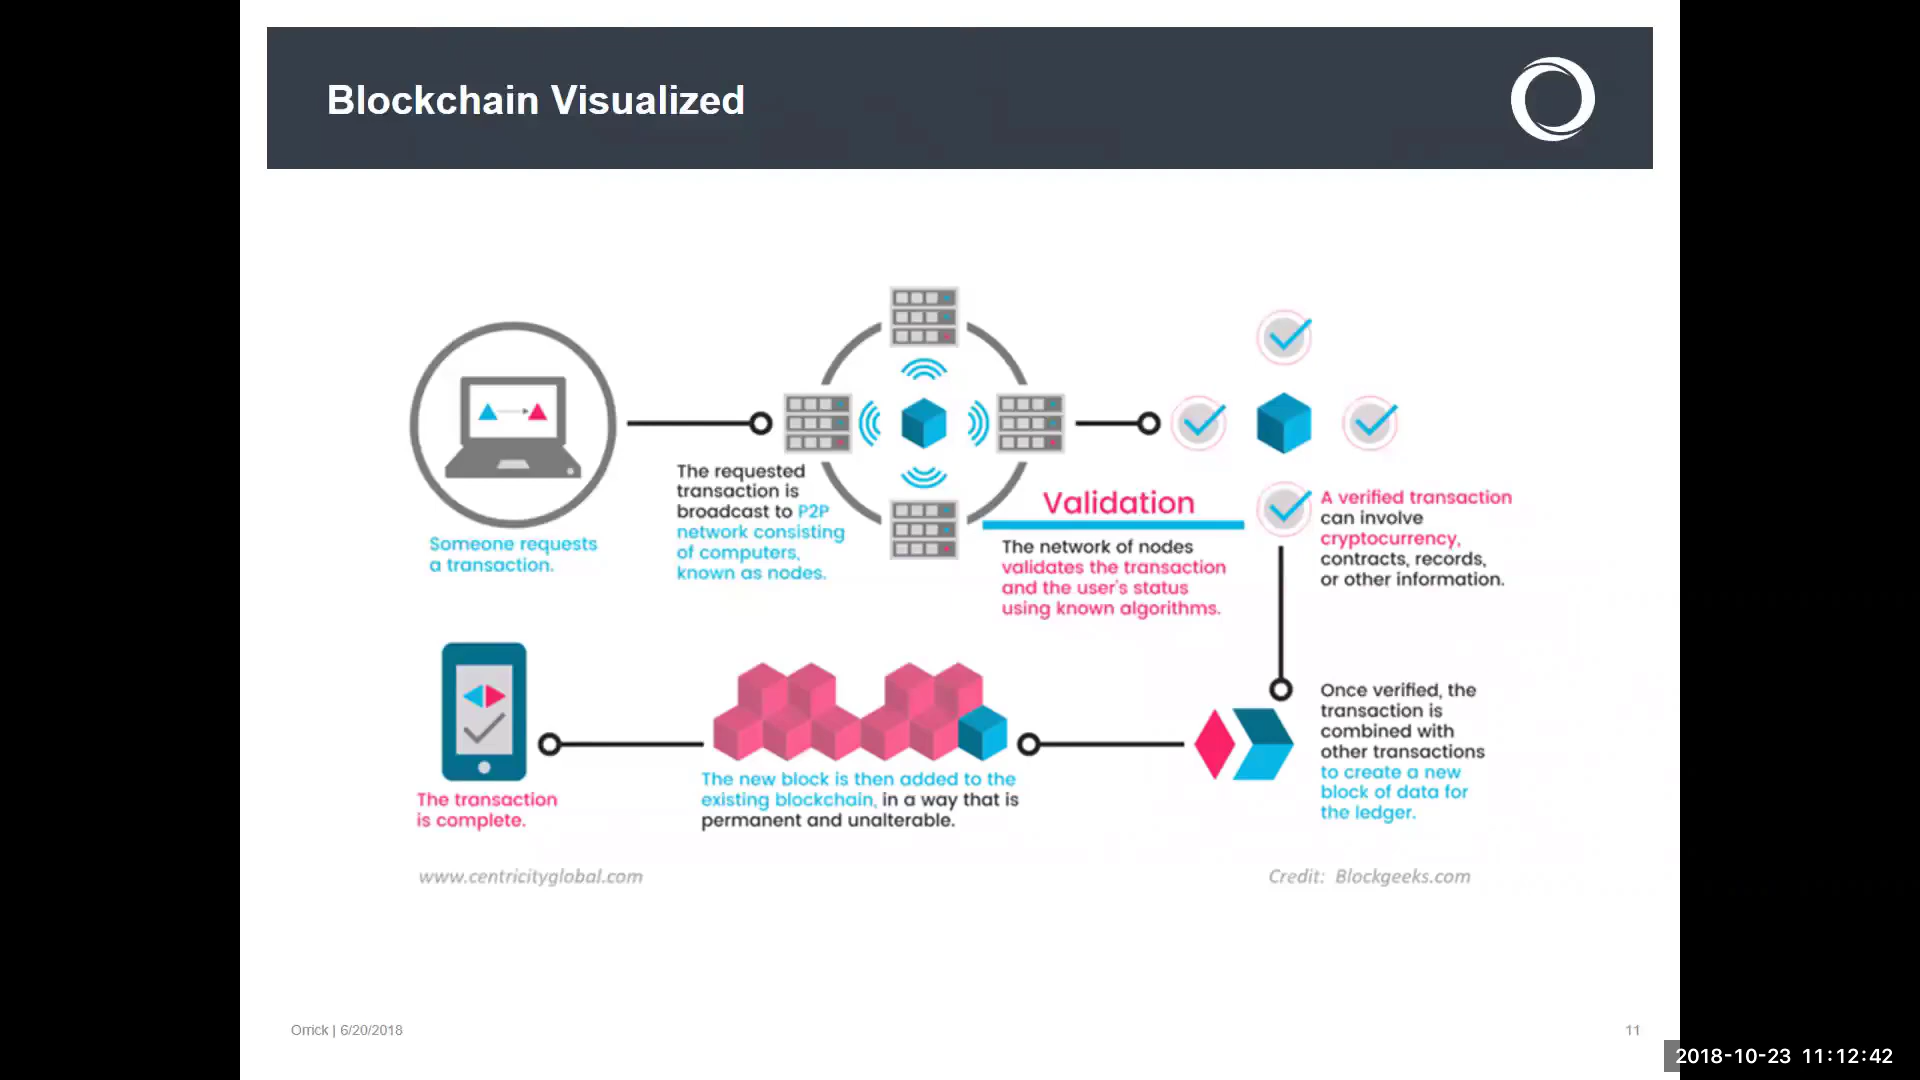 Blockchain Visualized
Someone requests
a transaction.
The requested
transaction is
broadcast to P2P
network consisting
of computers,
known as nodes.
Validation
The network of nodes
validates the transaction
and the user's status
using known algorithms.
A verified transaction
can involve
cryptocurrency,
contracts, records,
or other information.
Once verified, the
transaction is
combined with
other transactions
to create a new
block of data for
the ledger.
The new block is then added to the
existing blockchain, in a way that is
permanent and unalterable.
The transaction
is complete.
www.centricityglobal.com
Credit: Blockgeeks.com
Orrick | 6/20/2018
11
2018-10-23 11:12:42